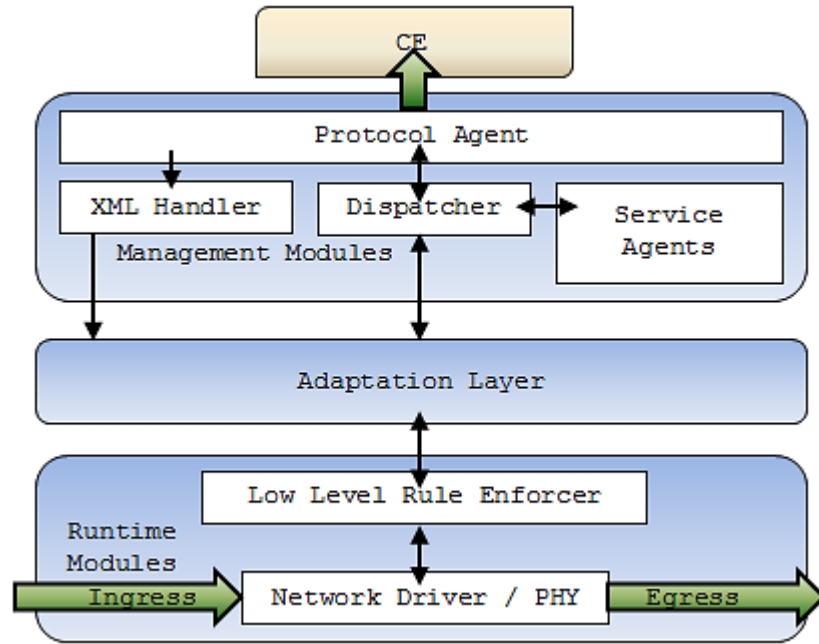 CE
Protocol Agent
XML Handler
Dispatcher
Service
Agents
Management Modules
Adaptation Layer
Low Level Rule Enforcer
Runtime
Modules
Ingress
Network Driver / PHY
Egress